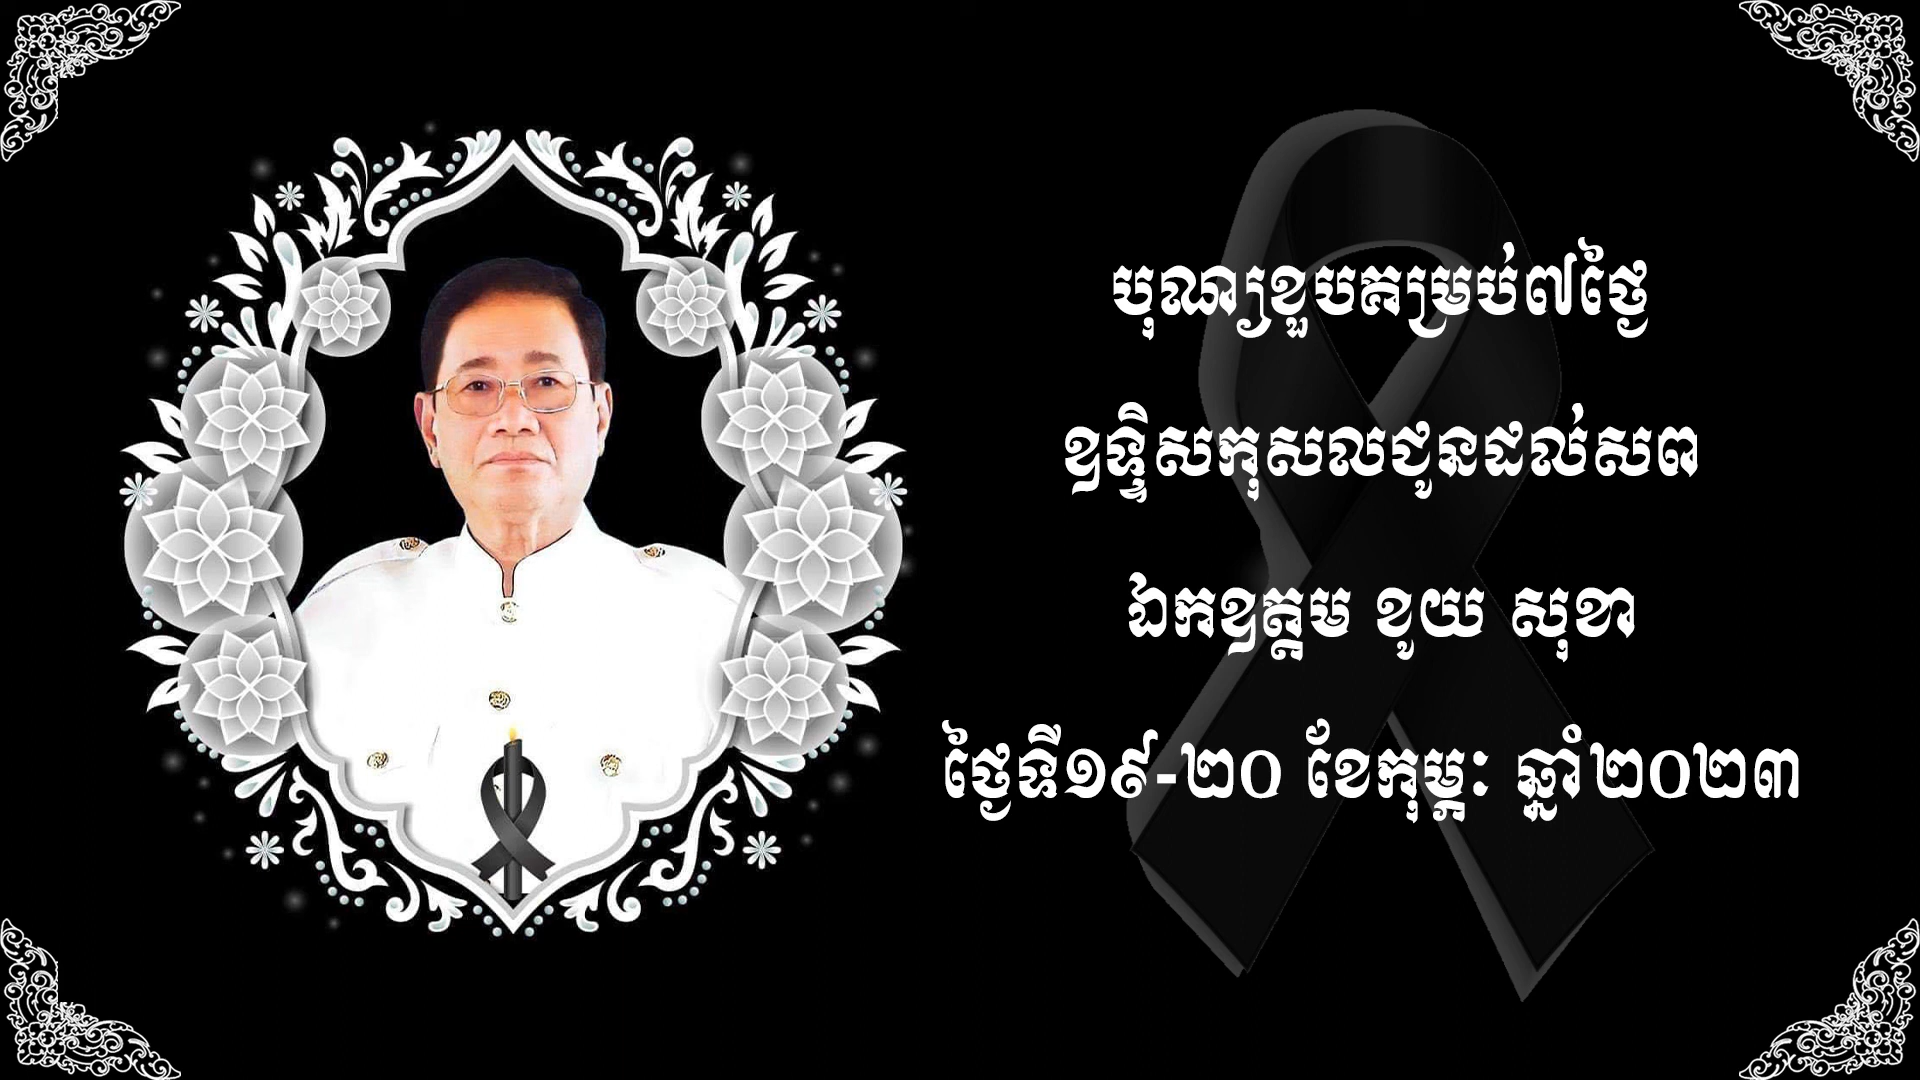 បុណ្យខួបគម្រប់៧ថ្ងៃ
ឧទ្ទិសកុសលជូនដល់សព
ឯកឧត្តម ខូយ សុខា
ថ្ងៃទី១៩-២០ ខែកុម្ភៈ ឆ្នាំ២០២៣